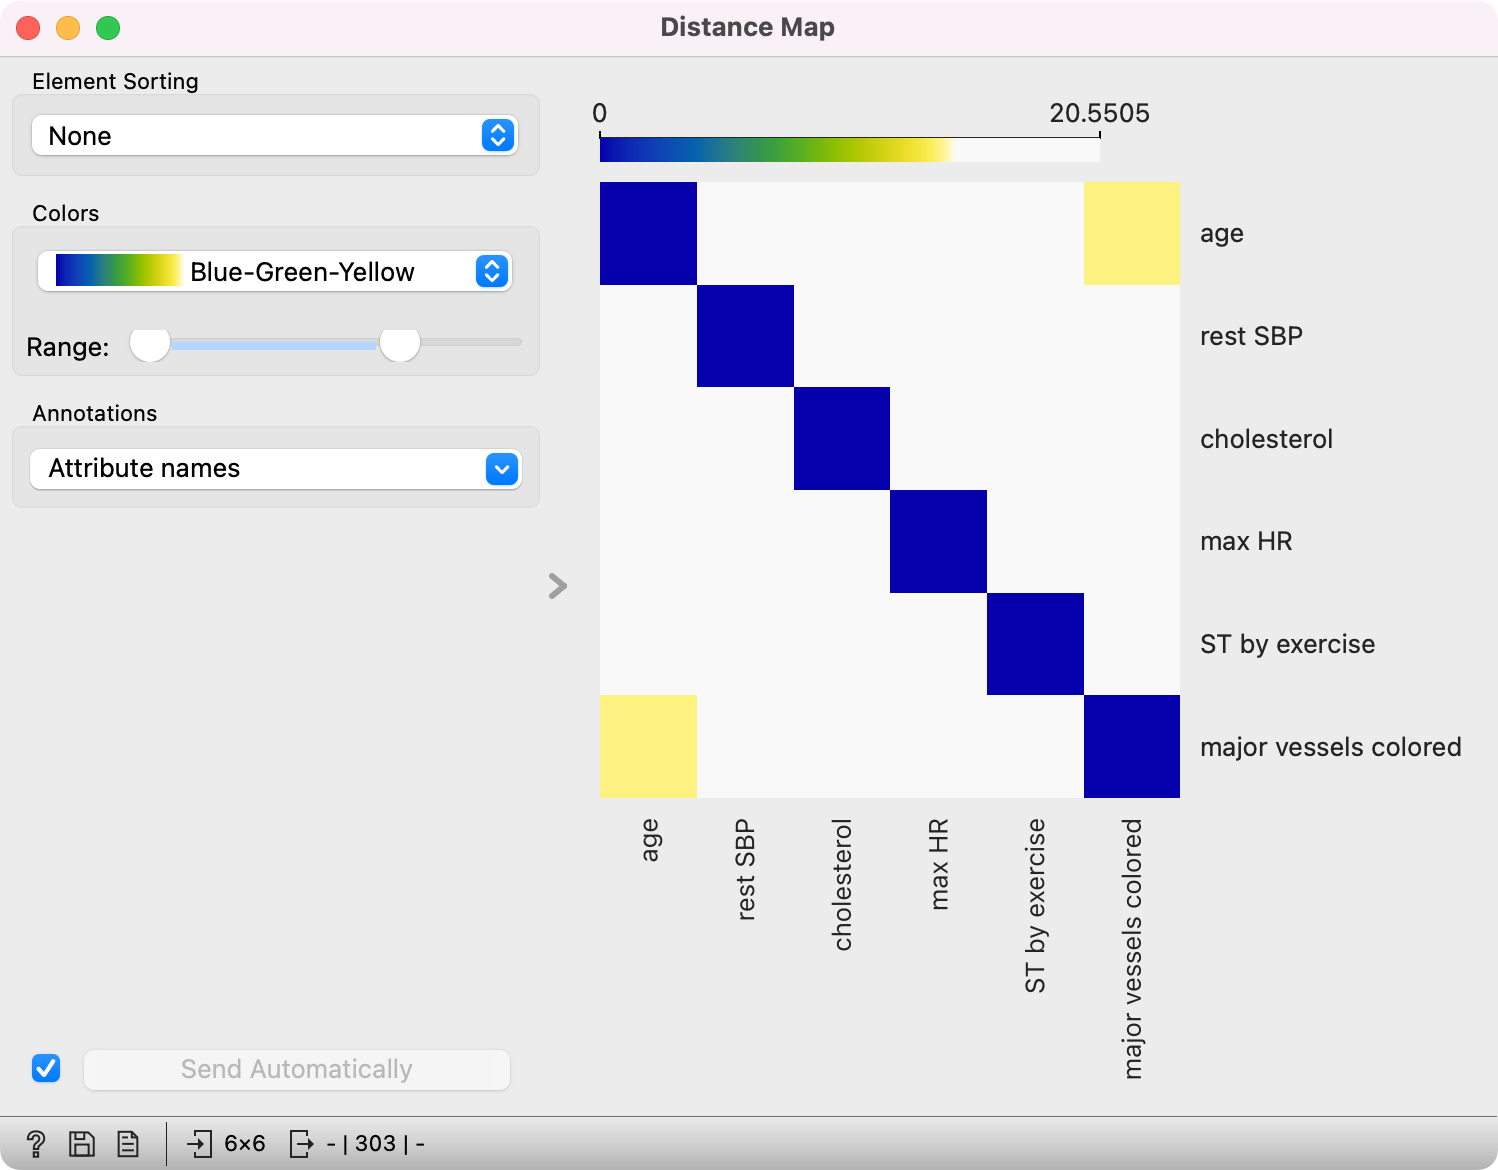 Distance Map
Element Sorting
None
Colors
Blue-Green-Yellow
Range:
Annotations
Attribute names
Send Automatically
0 20.5505
age
rest SBP
cholesterol
max HR
ST by exercise
major vessels colored
age
rest SBP
cholesterol
max HR
ST by exercise
major vessels colored
? 6×6 - | 303 | -